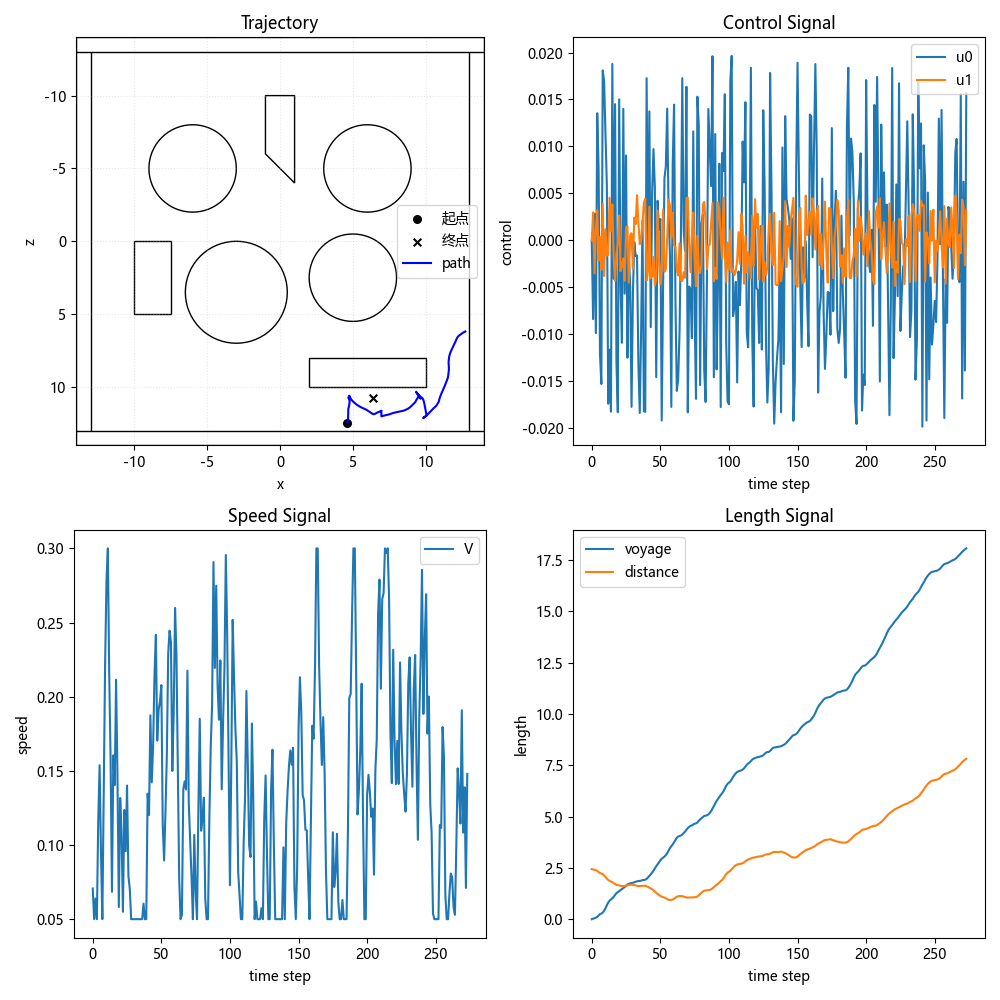 Trajectory
z
-10
-5
0
5
10
-10
-5
0
5
10
x
起点
终点
path
Control Signal
control
0.020
0.015
0.010
0.005
0.000
-0.005
-0.010
-0.015
-0.020
0
50
100
150
200
250
time step
u0
u1
Speed Signal
speed
0.30
0.25
0.20
0.15
0.10
0.05
0
50
100
150
200
250
time step
V
Length Signal
length
17.5
15.0
12.5
10.0
7.5
5.0
2.5
0.0
0
50
100
150
200
250
time step
voyage
distance